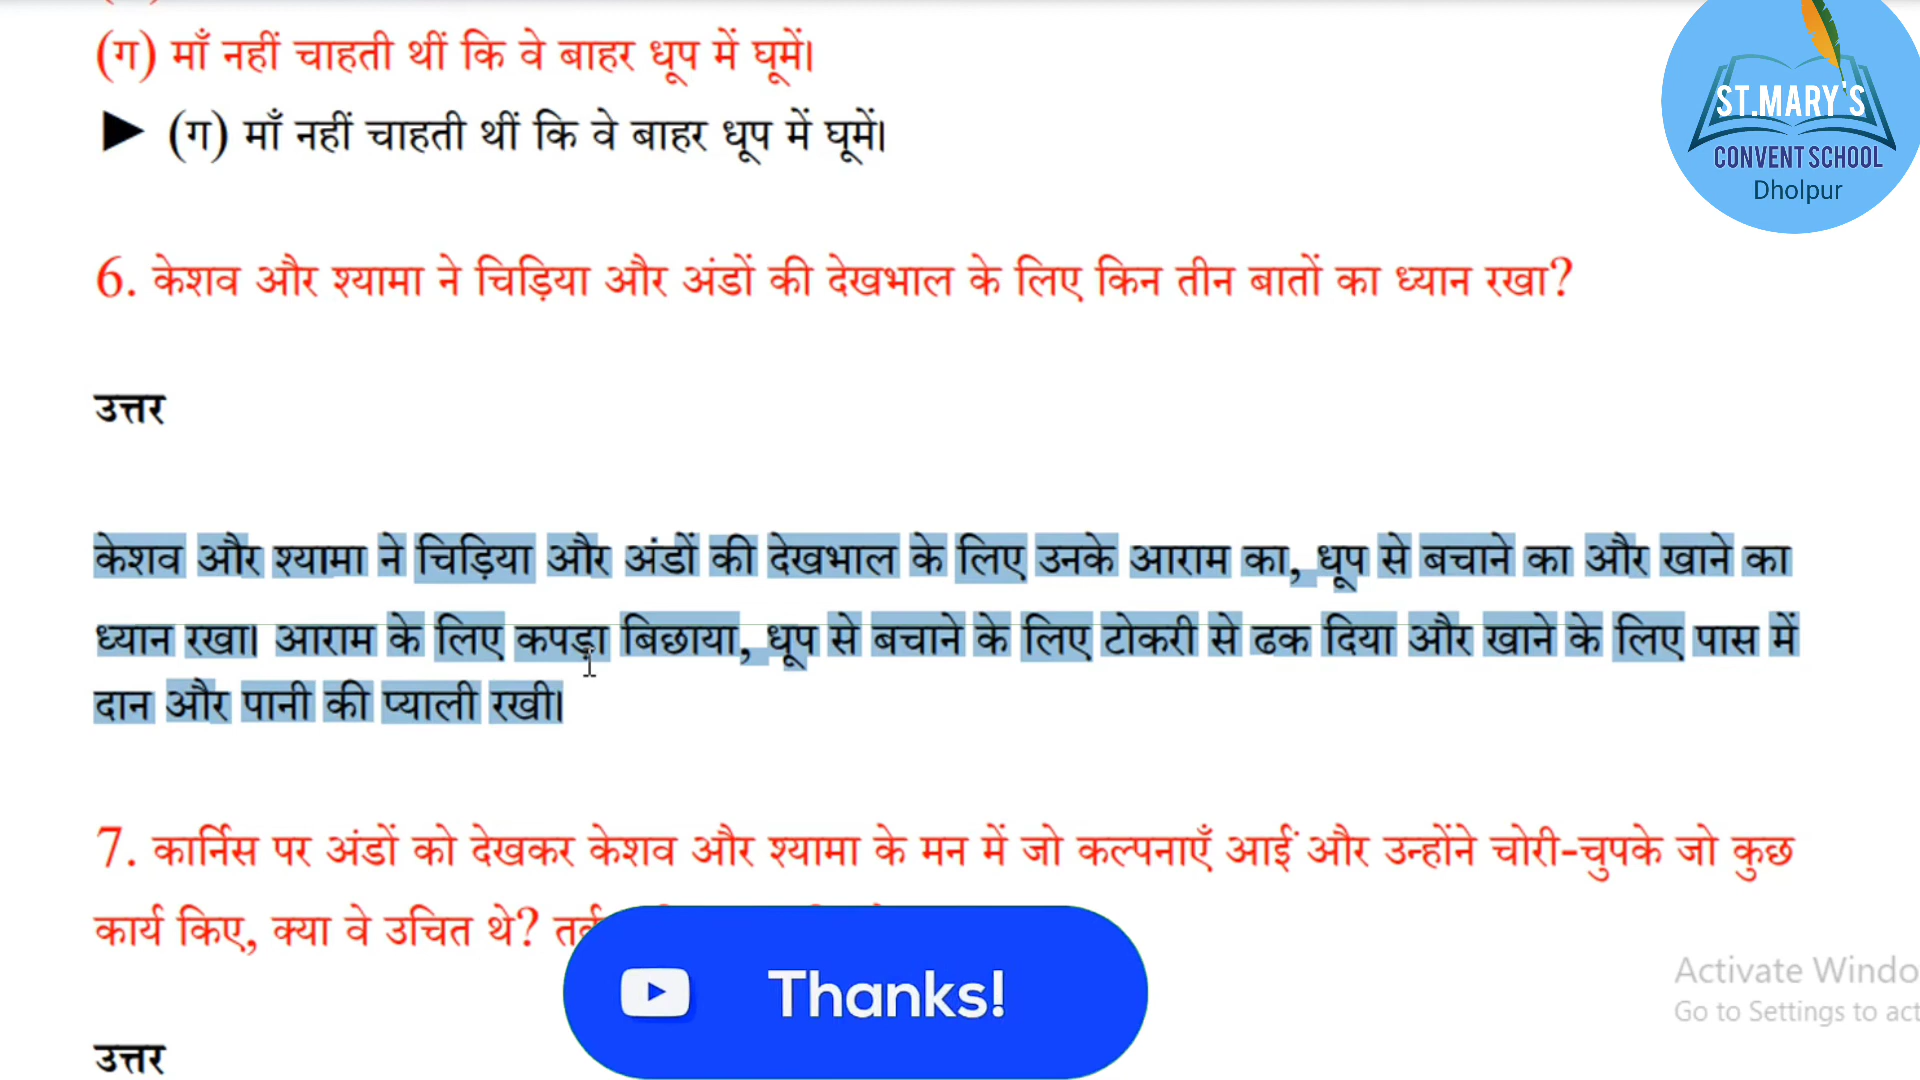 (ग) माँ नहीं चाहती थीं कि वे बाहर धूप में घूमें।
(ग) माँ नहीं चाहती थीं कि वे बाहर धूप में घूमें।
ST.MARY'S
CONVENT SCHOOL
Dholpur
6. केशव और श्यामा ने चिड़िया और अंडों की देखभाल के लिए किन तीन बातों का ध्यान रखा?
उत्तर
केशव और श्यामा ने चिड़िया और अंडों की देखभाल के लिए उनके आराम का, धूप से बचाने का और खाने का
ध्यान रखा। आराम के लिए कपड़ा बिछाया, धूप से बचाने के लिए टोकरी से ढक दिया और खाने के लिए पास में
दान और पानी की प्याली रखी।
7. कार्निस पर अंडों को देखकर केशव और श्यामा के मन में जो कल्पनाएँ आईं और उन्होंने चोरी-चुपके जो कुछ
कार्य किए, क्या वे उचित थे?
Thanks!
Activate Windo
Go to Settings to act
उत्तर